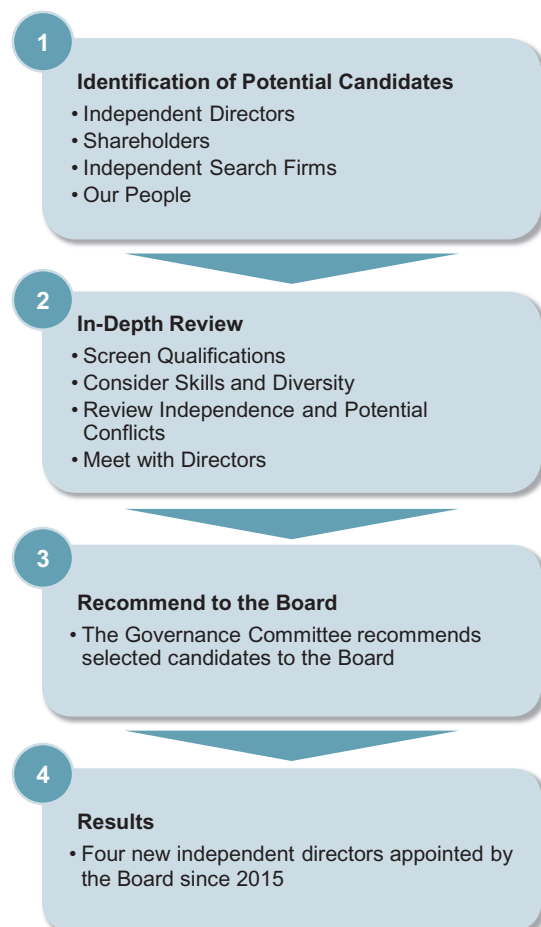 1
Identification of Potential Candidates
• Independent Directors
• Shareholders
• Independent Search Firms
• Our People
2
In-Depth Review
• Screen Qualifications
• Consider Skills and Diversity
• Review Independence and Potential
Conflicts
• Meet with Directors
3
Recommend to the Board
• The Governance Committee recommends
selected candidates to the Board
4
Results
• Four new independent directors appointed by
the Board since 2015